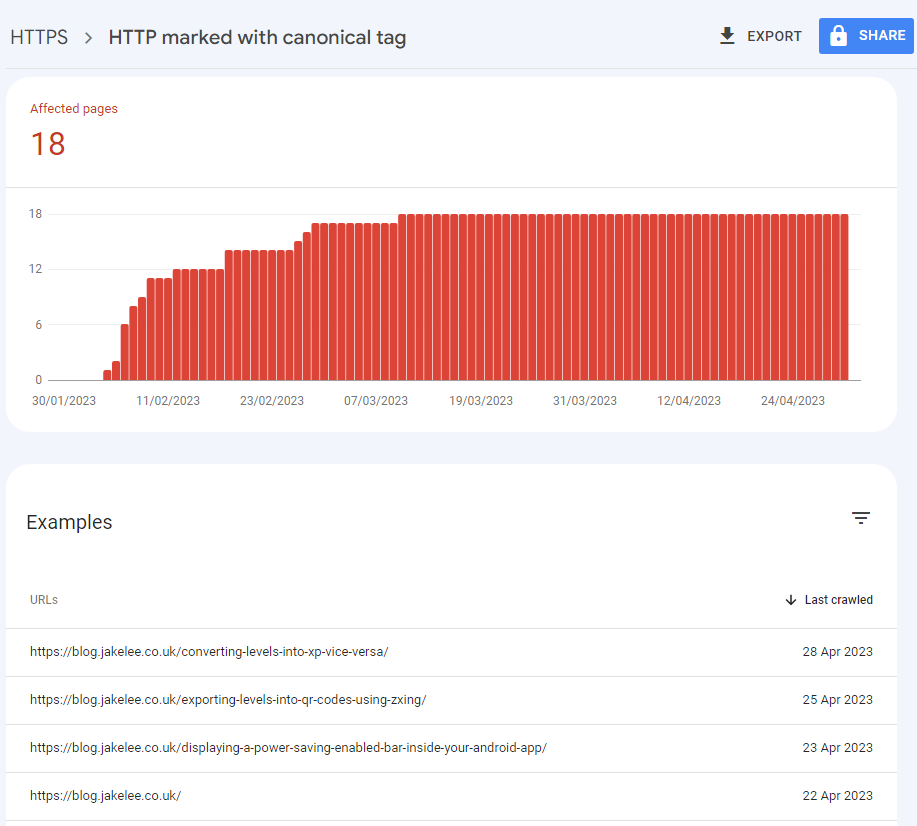 HTTPS > HTTP marked with canonical tag EXPORT SHARE
Affected pages
18
18
12
6
0
30/01/2023 11/02/2023 23/02/2023 07/03/2023 19/03/2023 31/03/2023 12/04/2023 24/04/2023
Examples
URLs Last crawled
https://blog.jakelee.co.uk/converting-levels-into-xp-vice-versa/ 28 Apr 2023
https://blog.jakelee.co.uk/exporting-levels-into-qr-codes-using-zxing/ 25 Apr 2023
https://blog.jakelee.co.uk/displaying-a-power-saving-enabled-bar-inside-your-android-app/ 23 Apr 2023
https://blog.jakelee.co.uk/ 22 Apr 2023